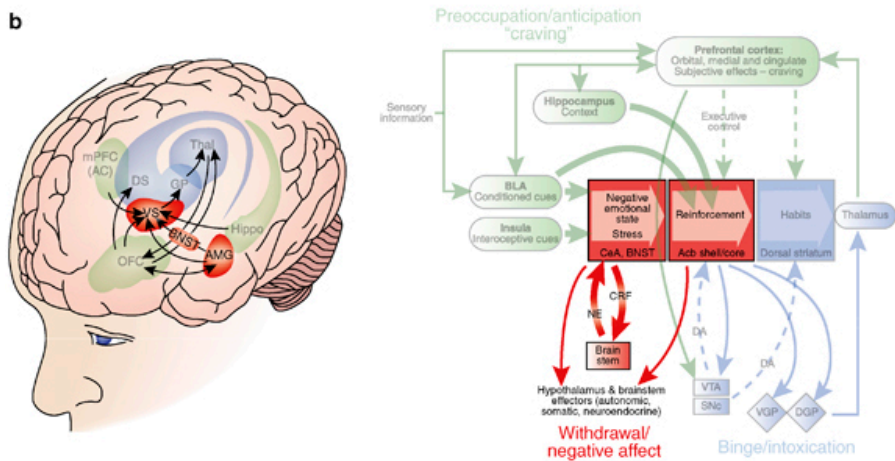 b
Preoccupation/anticipation
“craving”
Prefrontal cortex:
Orbital, medial and cingulate
Subjective effects – craving
Sensory
information
Hippocampus
Context
Executive
control
BLA
Conditioned cues
Insula
Interoceptive cues
Negative
emotional
state
Stress
CeA, BNST
Reinforcement
Acb shell/core
Habits
Dorsal striatum
Thalamus
NE
CRF
Brain
stem
DA
DA
VTA
SNc
VGP
DGP
Hypothalamus & brainstem
effectors (autonomic,
somatic, neuroendocrine)
Withdrawal/
negative affect
Binge/intoxication
mPFC
(AC)
DS
GP
Thal
VS
BNST
Hippo
OFC
AMG